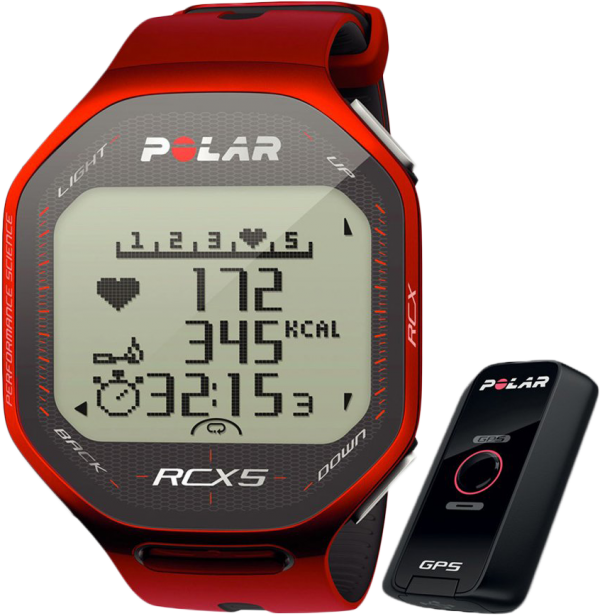 POLAR
LIGHT
UP
1 2 3 5
172
345 KCAL
32:15 3
PERFORMANCE SCIENCE
RCX
BACK
RCX5
DOWN
POLAR
GPS
GPS